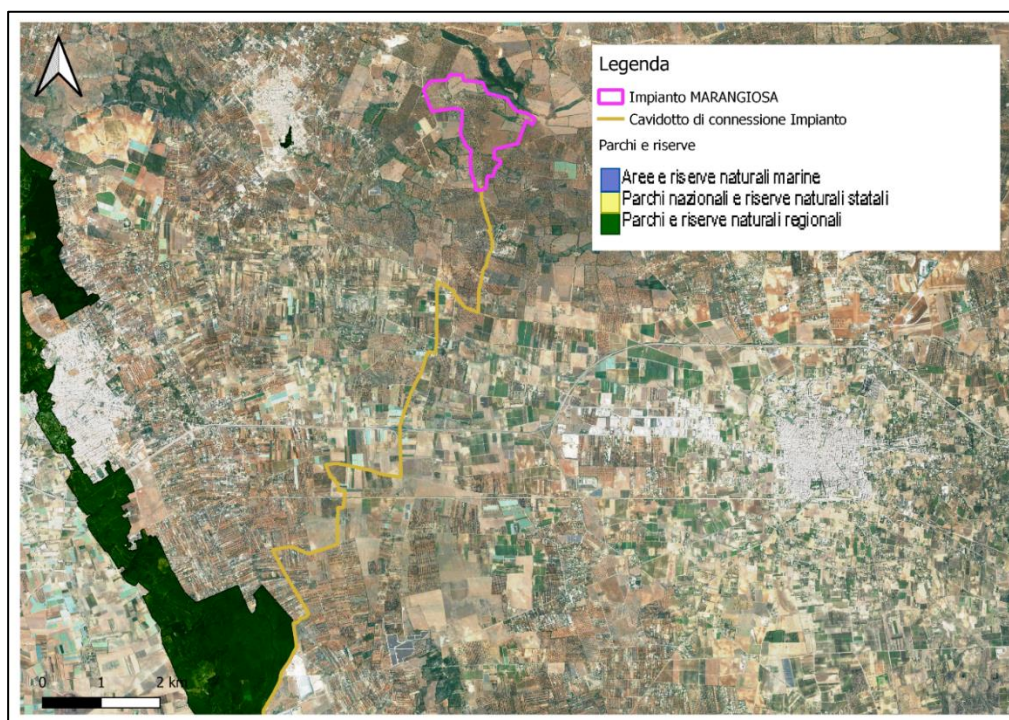 Legenda
Impianto MARANGIOSA
Cavidotto di connessione Impianto
Parchi e riserve
Aree e riserve naturali marine
Parchi nazionali e riserve naturali statali
Parchi e riserve naturali regionali
0 1 2 km